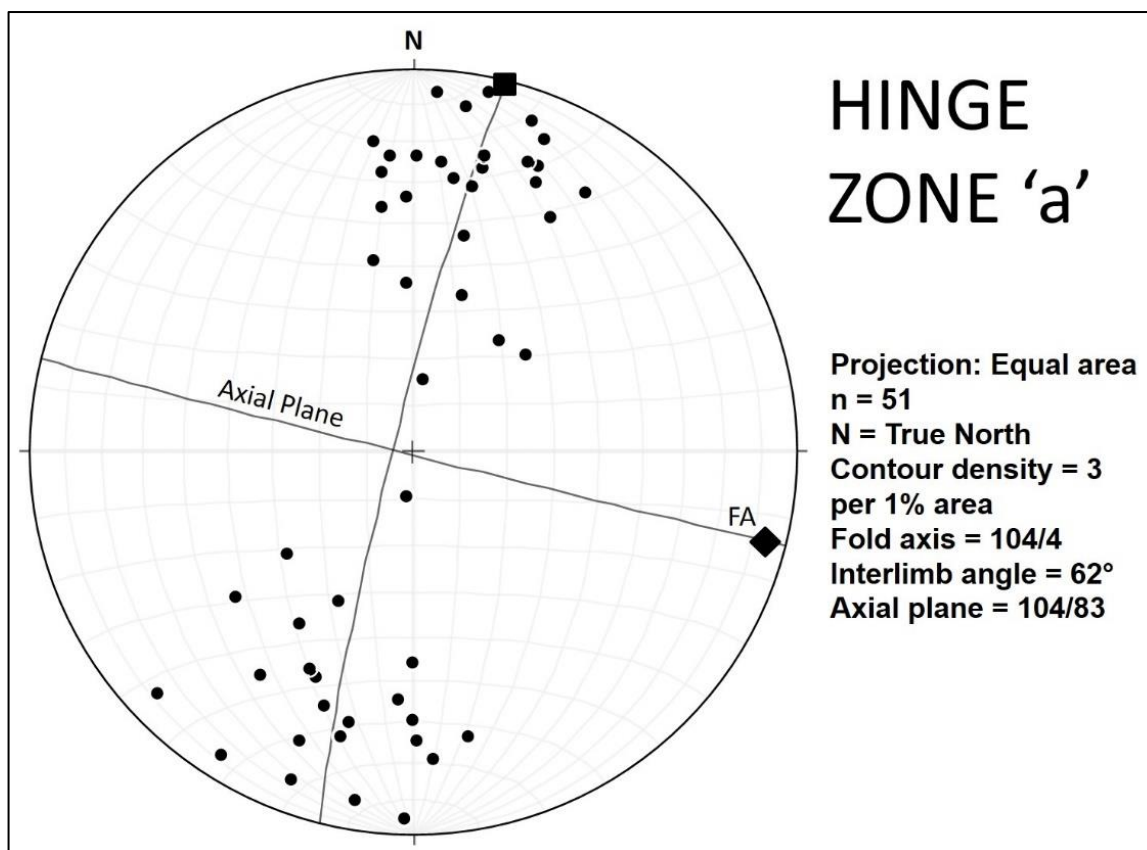 N
HINGE
ZONE ‘a’
Axial Plane
FA
Projection: Equal area
n = 51
N = True North
Contour density = 3
per 1% area
Fold axis = 104/4
Interlimb angle = 62°
Axial plane = 104/83